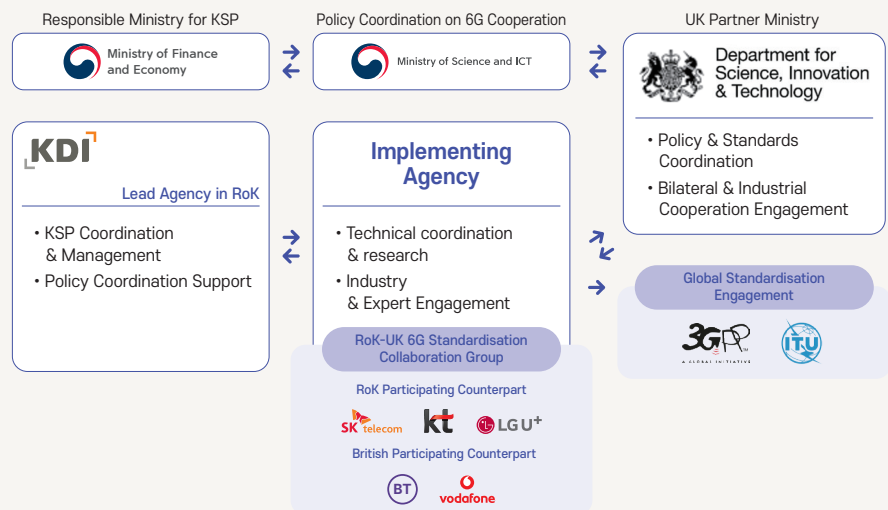 Responsible Ministry for KSP
Policy Coordination on 6G Cooperation
UK Partner Ministry
Ministry of Finance
and Economy
Ministry of Science and ICT
Department for
Science, Innovation
& Technology
• Policy & Standards
Coordination
• Bilateral & Industrial
Cooperation Engagement
KDI
Lead Agency in RoK
• KSP Coordination
& Management
• Policy Coordination Support
Implementing
Agency
• Technical coordination
& research
• Industry
& Expert Engagement
RoK-UK 6G Standardisation
Collaboration Group
RoK Participating Counterpart
SK telecom
kt
LG U+
British Participating Counterpart
BT
vodafone
Global Standardisation
Engagement
3GPP™
A GLOBAL INITIATIVE
ITU